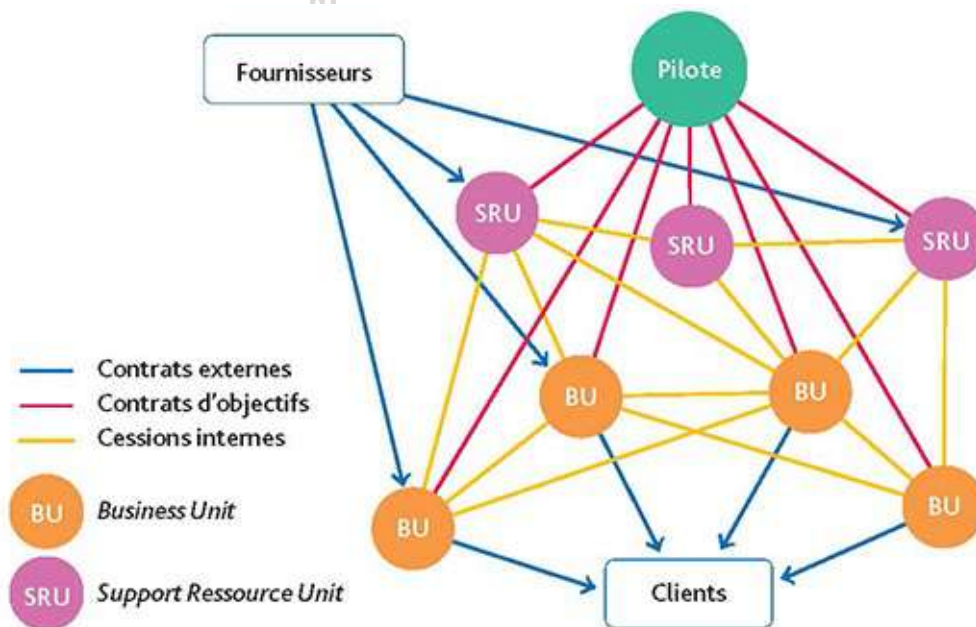 Fournisseurs
Pilote
SRU
SRU
SRU
Contrats externes
Contrats d'objectifs
Cessions internes
BU
BU
BU
Business Unit
BU
BU
SRU
Support Ressource Unit
Clients